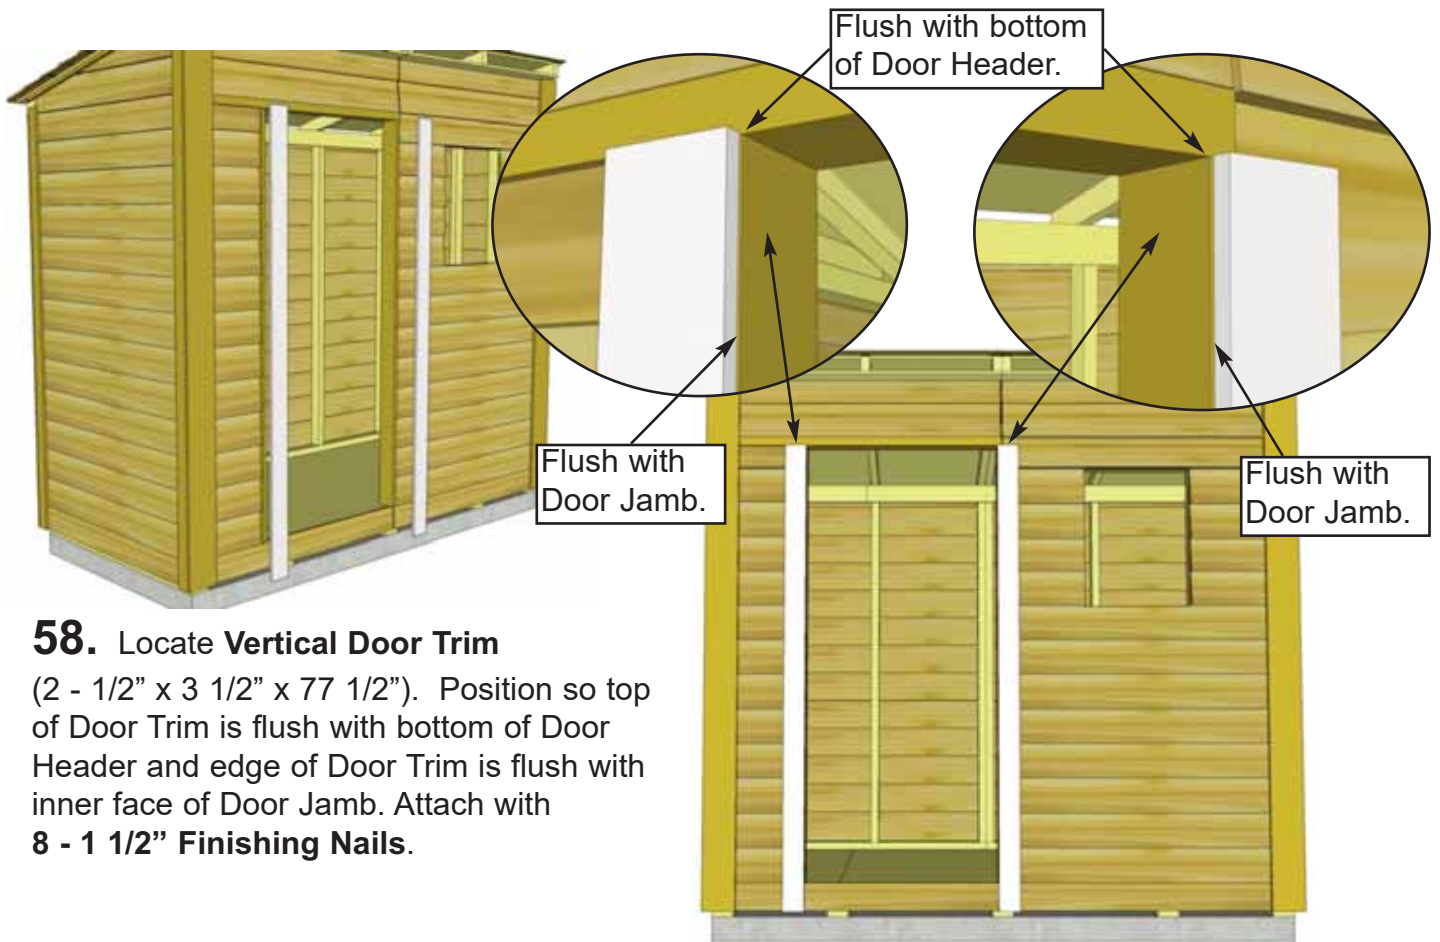 Flush with bottom
of Door Header.
Flush with
Door Jamb.
Flush with
Door Jamb.
58. Locate Vertical Door Trim
(2 - 1/2” x 3 1/2” x 77 1/2”). Position so top
of Door Trim is flush with bottom of Door
Header and edge of Door Trim is flush with
inner face of Door Jamb. Attach with
8 - 1 1/2” Finishing Nails.